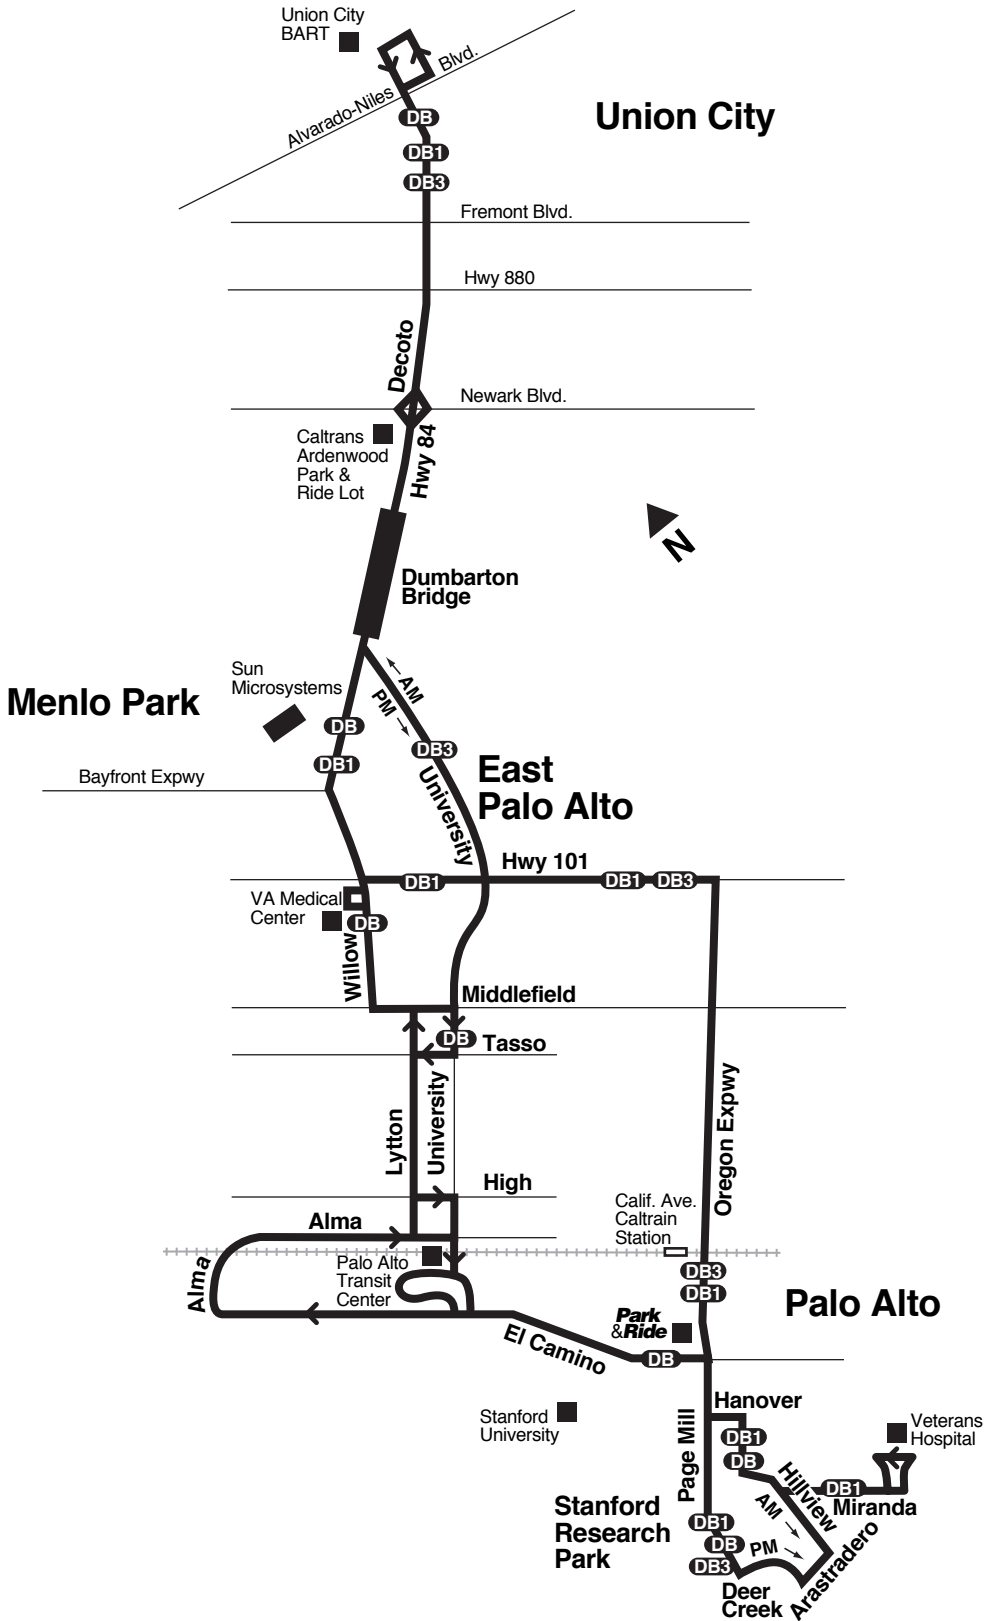 Union City
BART
Blvd.
Alvarado-Niles
Union City
DB
DB1
DB3
Fremont Blvd.
Hwy 880
Decoto
Newark Blvd.
Caltrans
Ardenwood
Park &
Ride Lot
Hwy 84
N
Dumbarton
Bridge
Sun
Microsystems
Menlo Park
AM
PM
DB
DB3
DB1
East
Palo Alto
Bayfront Expwy
University
Hwy 101
DB1
DB1
DB3
VA Medical
Center
DB
Willow
Middlefield
DB
Tasso
University
Lytton
Oregon Expwy
High
Calif. Ave.
Caltrain
Station
Alma
Alma
Palo Alto
Transit
Center
DB3
DB1
Palo Alto
Park
&Ride
El Camino
DB
Hanover
Stanford
University
Veterans
Hospital
Page Mill
DB1
DB
Hillview
DB1
Miranda
AM
Stanford
Research
Park
DB1
DB
DB3
PM
Arastradero
Deer
Creek